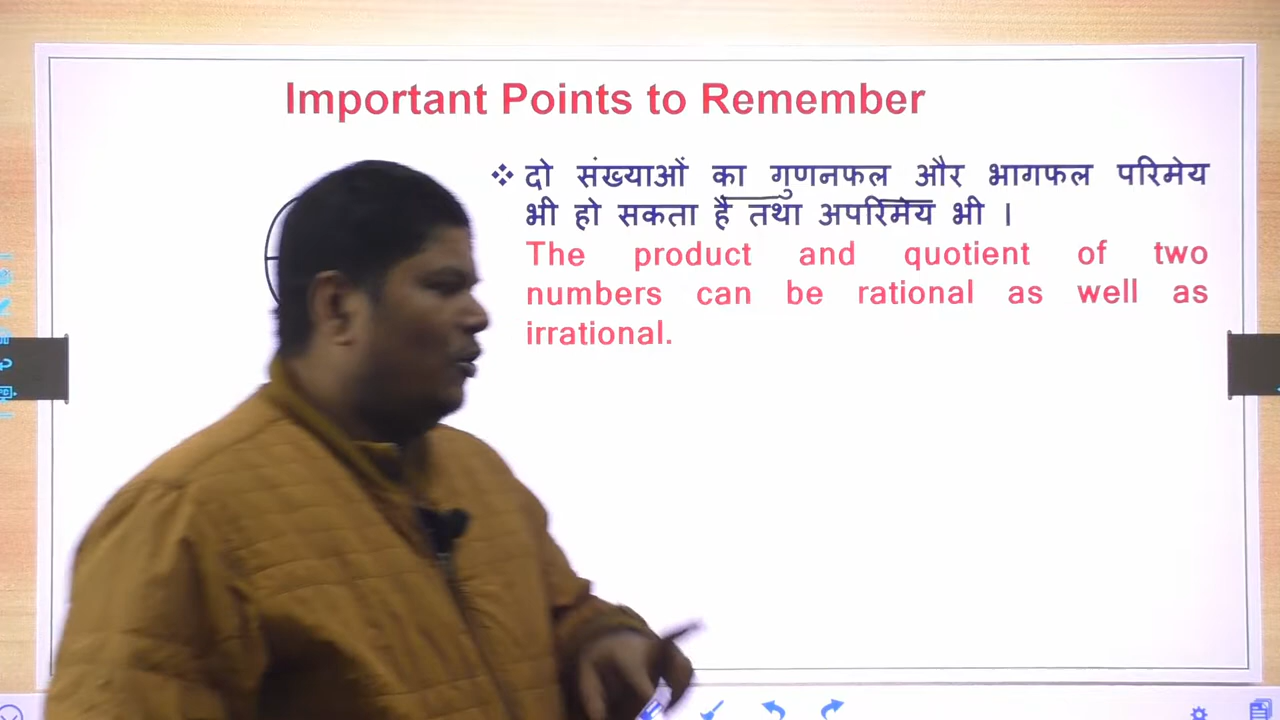 Important Points to Remember
❖ दो संख्याओं का गुणनफल और भागफल परिमेय
भी हो सकता है तथा अपरिमेय भी ।
The product and quotient of two
numbers can be rational as well as
irrational.